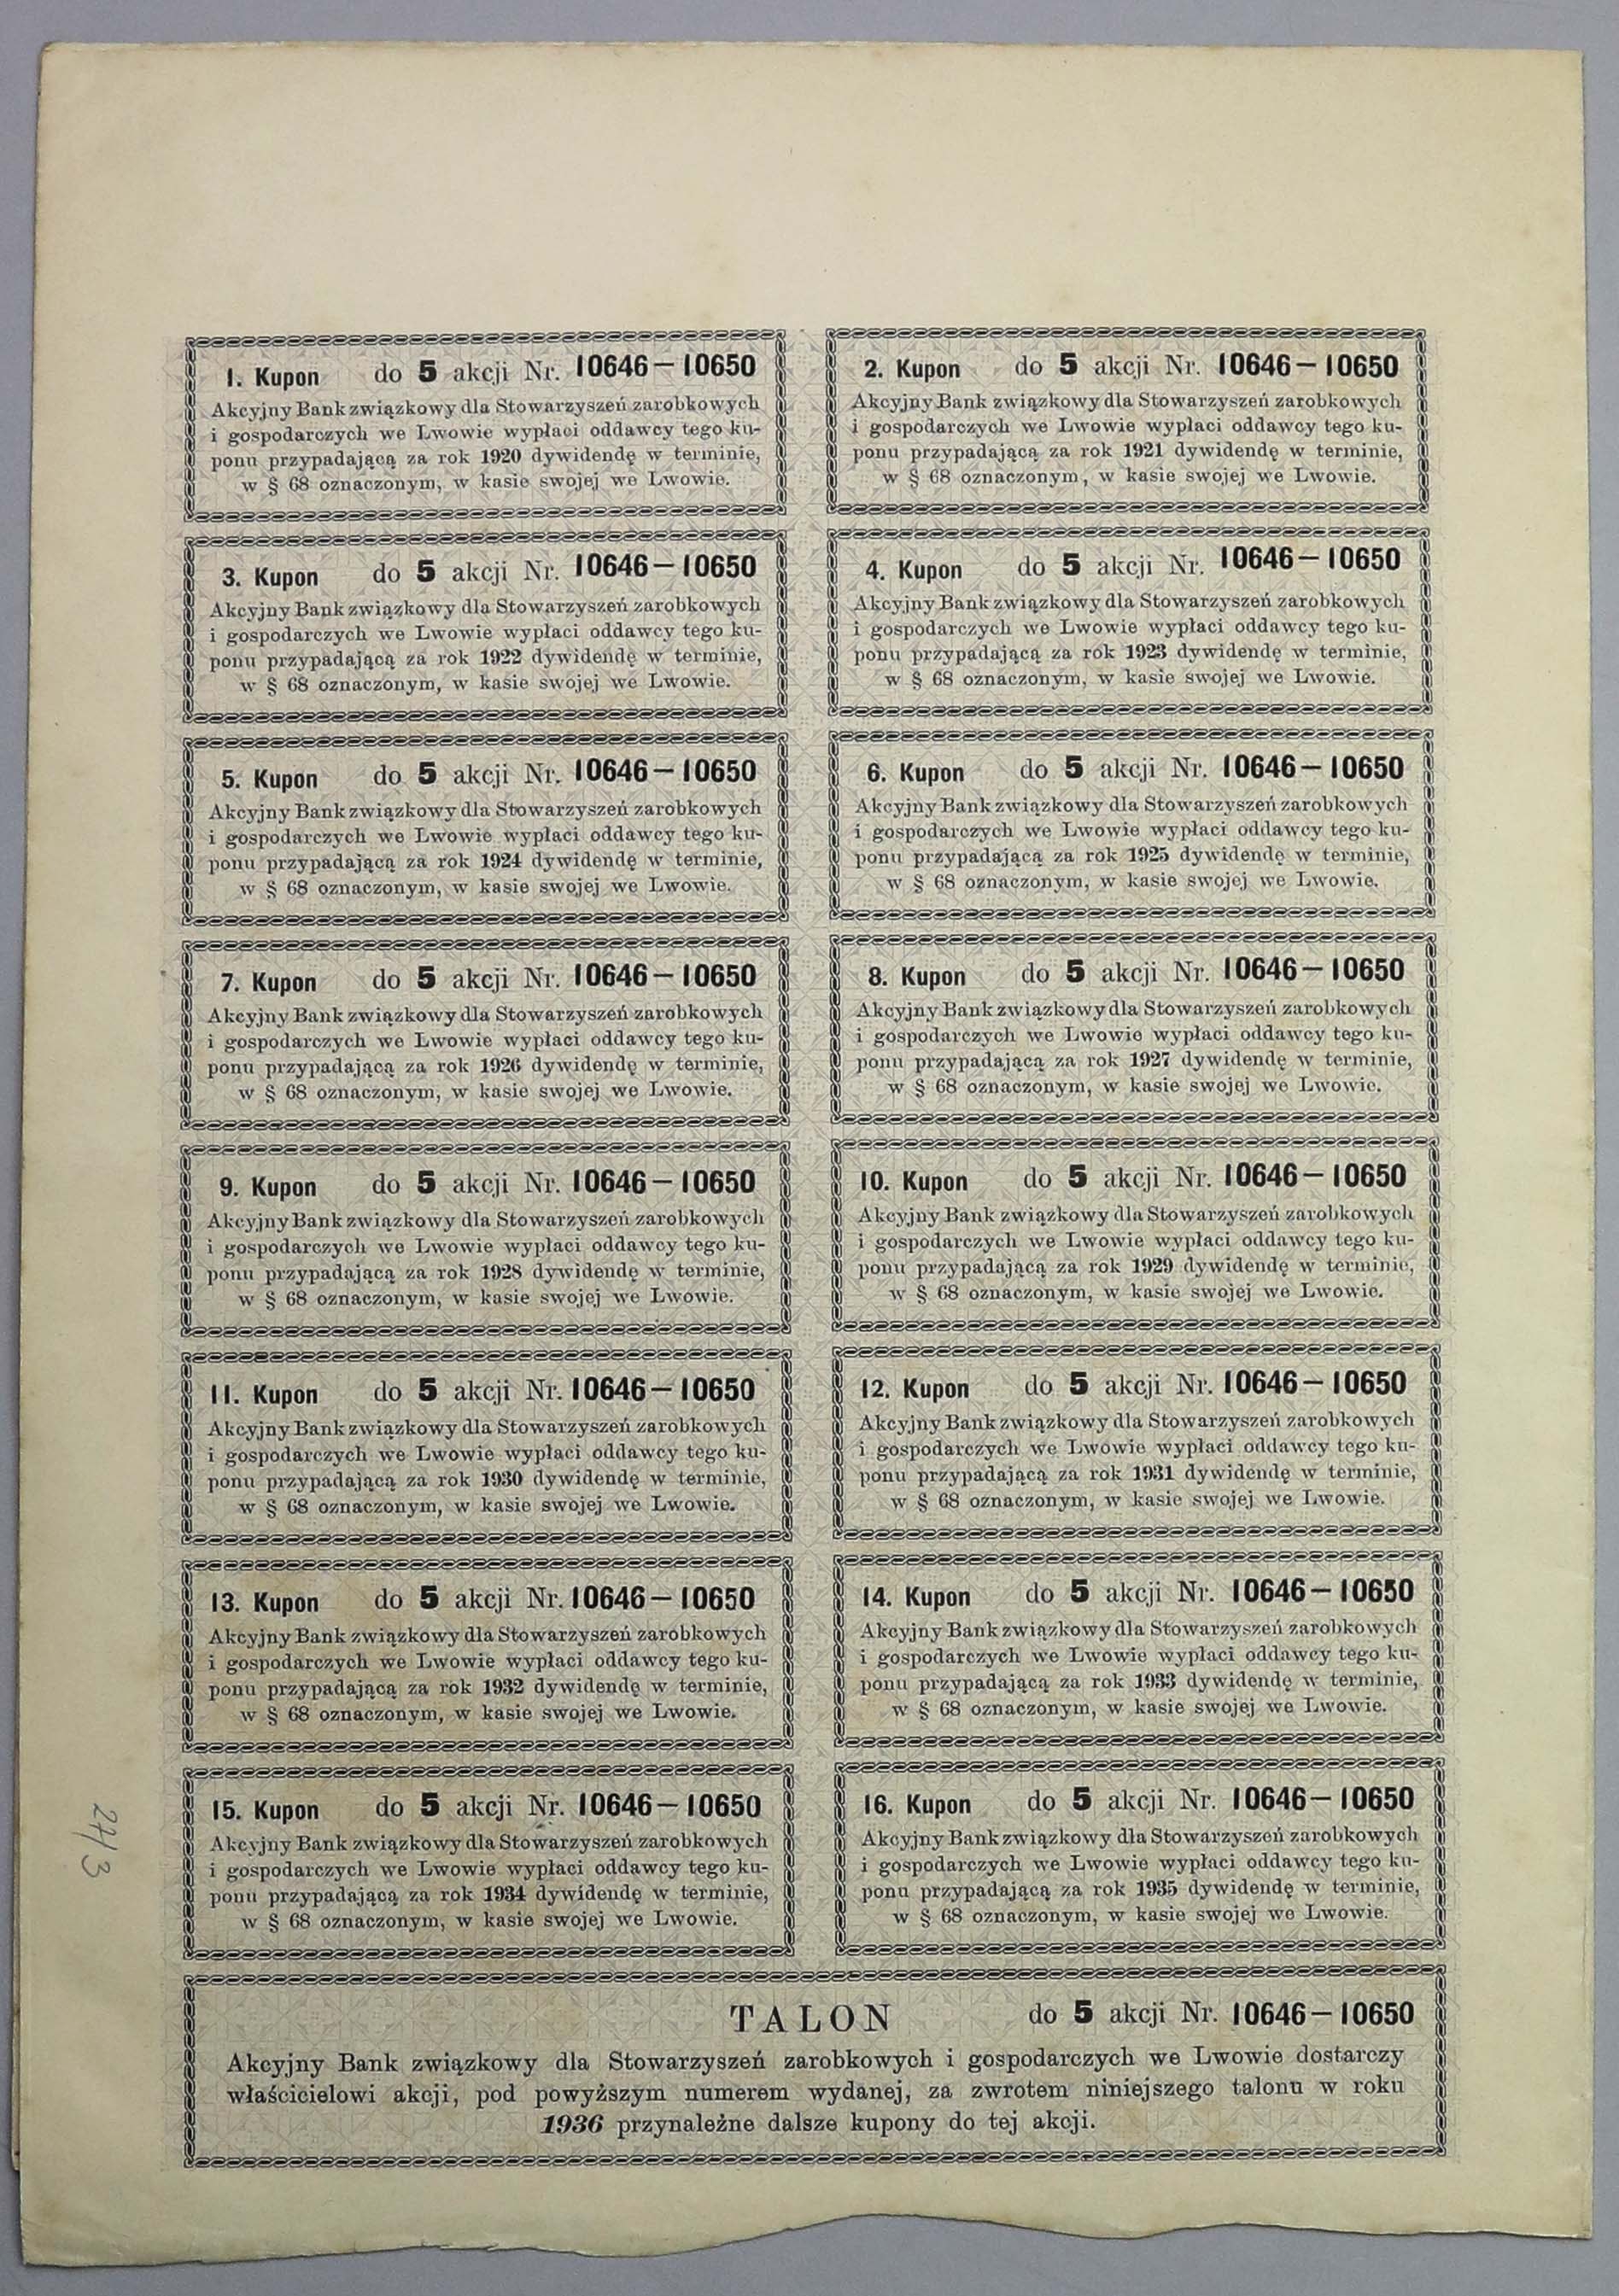 1. Kupon do 5 akcji Nr. 10646—10650
Akcyjny Bank związkowy dla Stowarzyszeń zarobkowych
i gospodarczych we Lwowie wypłaci oddawcy tego ku-
ponu przypadającą za rok 1920 dywidendę w terminie,
w § 68 oznaczonym, w kasie swojej we Lwowie.
2. Kupon do 5 akcji Nr. 10646—10650
Akcyjny Bank związkowy dla Stowarzyszeń zarobkowych
i gospodarczych we Lwowie wypłaci oddawcy tego ku-
ponu przypadającą za rok 1921 dywidendę w terminie,
w § 68 oznaczonym, w kasie swojej we Lwowie.
3. Kupon do 5 akcji Nr. 10646—10650
Akcyjny Bank związkowy dla Stowarzyszeń zarobkowych
i gospodarczych we Lwowie wypłaci oddawcy tego ku-
ponu przypadającą za rok 1922 dywidendę w terminie,
w § 68 oznaczonym, w kasie swojej we Lwowie.
4. Kupon do 5 akcji Nr. 10646—10650
Akcyjny Bank związkowy dla Stowarzyszeń zarobkowych
i gospodarczych we Lwowie wypłaci oddawcy tego ku-
ponu przypadającą za rok 1923 dywidendę w terminie,
w § 68 oznaczonym, w kasie swojej we Lwowie.
5. Kupon do 5 akcji Nr. 10646—10650
Akcyjny Bank związkowy dla Stowarzyszeń zarobkowych
i gospodarczych we Lwowie wypłaci oddawcy tego ku-
ponu przypadającą za rok 1924 dywidendę w terminie,
w § 68 oznaczonym, w kasie swojej we Lwowie.
6. Kupon do 5 akcji Nr. 10646—10650
Akcyjny Bank związkowy dla Stowarzyszeń zarobkowych
i gospodarczych we Lwowie wypłaci oddawcy tego ku-
ponu przypadającą za rok 1925 dywidendę w terminie,
w § 68 oznaczonym, w kasie swojej we Lwowie.
7. Kupon do 5 akcji Nr. 10646—10650
Akcyjny Bank związkowy dla Stowarzyszeń zarobkowych
i gospodarczych we Lwowie wypłaci oddawcy tego ku-
ponu przypadającą za rok 1926 dywidendę w terminie,
w § 68 oznaczonym, w kasie swojej we Lwowie.
8. Kupon do 5 akcji Nr. 10646—10650
Akcyjny Bank związkowy dla Stowarzyszeń zarobkowych
i gospodarczych we Lwowie wypłaci oddawcy tego ku-
ponu przypadającą za rok 1927 dywidendę w terminie,
w § 68 oznaczonym, w kasie swojej we Lwowie.
9. Kupon do 5 akcji Nr. 10646—10650
Akcyjny Bank związkowy dla Stowarzyszeń zarobkowych
i gospodarczych we Lwowie wypłaci oddawcy tego ku-
ponu przypadającą za rok 1928 dywidendę w terminie,
w § 68 oznaczonym, w kasie swojej we Lwowie.
10. Kupon do 5 akcji Nr. 10646—10650
Akcyjny Bank związkowy dla Stowarzyszeń zarobkowych
i gospodarczych we Lwowie wypłaci oddawcy tego ku-
ponu przypadającą za rok 1929 dywidendę w terminie,
w § 68 oznaczonym, w kasie swojej we Lwowie.
11. Kupon do 5 akcji Nr. 10646—10650
Akcyjny Bank związkowy dla Stowarzyszeń zarobkowych
i gospodarczych we Lwowie wypłaci oddawcy tego ku-
ponu przypadającą za rok 1930 dywidendę w terminie,
w § 68 oznaczonym, w kasie swojej we Lwowie.
12. Kupon do 5 akcji Nr. 10646—10650
Akcyjny Bank związkowy dla Stowarzyszeń zarobkowych
i gospodarczych we Lwowie wypłaci oddawcy tego ku-
ponu przypadającą za rok 1931 dywidendę w terminie,
w § 68 oznaczonym, w kasie swojej we Lwowie.
13. Kupon do 5 akcji Nr. 10646—10650
Akcyjny Bank związkowy dla Stowarzyszeń zarobkowych
i gospodarczych we Lwowie wypłaci oddawcy tego ku-
ponu przypadającą za rok 1932 dywidendę w terminie,
w § 68 oznaczonym, w kasie swojej we Lwowie.
14. Kupon do 5 akcji Nr. 10646—10650
Akcyjny Bank związkowy dla Stowarzyszeń zarobkowych
i gospodarczych we Lwowie wypłaci oddawcy tego ku-
ponu przypadającą za rok 1933 dywidendę w terminie,
w § 68 oznaczonym, w kasie swojej we Lwowie.
15. Kupon do 5 akcji Nr. 10646—10650
Akcyjny Bank związkowy dla Stowarzyszeń zarobkowych
i gospodarczych we Lwowie wypłaci oddawcy tego ku-
ponu przypadającą za rok 1934 dywidendę w terminie,
w § 68 oznaczonym, w kasie swojej we Lwowie.
16. Kupon do 5 akcji Nr. 10646—10650
Akcyjny Bank związkowy dla Stowarzyszeń zarobkowych
i gospodarczych we Lwowie wypłaci oddawcy tego ku-
ponu przypadającą za rok 1935 dywidendę w terminie,
w § 68 oznaczonym, w kasie swojej we Lwowie.
TALON do 5 akcji Nr. 10646—10650
Akcyjny Bank związkowy dla Stowarzyszeń zarobkowych i gospodarczych we Lwowie dostarczy
właścicielowi akcji, pod powyższym numerem wydanej, za zwrotem niniejszego talonu w roku
1936 przynależne dalsze kupony do tej akcji.